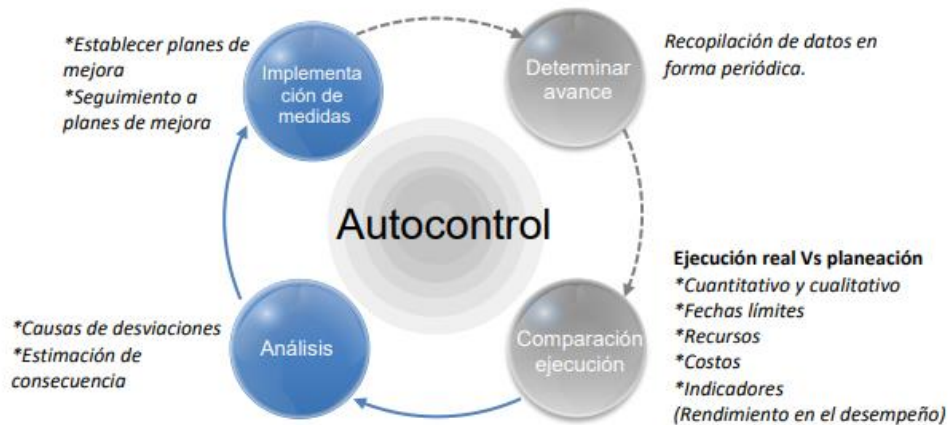 *Establecer planes de
mejora
*Seguimiento a
planes de mejora
Implementa
ción de
medidas
Determinar
avance
Recopilación de datos en
forma periódica.
Autocontrol
Ejecución real Vs planeación
*Cuantitativo y cualitativo
*Fechas límites
*Recursos
*Costos
*Indicadores
(Rendimiento en el desempeño)
Comparación
ejecución
Análisis
*Causas de desviaciones
*Estimación de
consecuencia